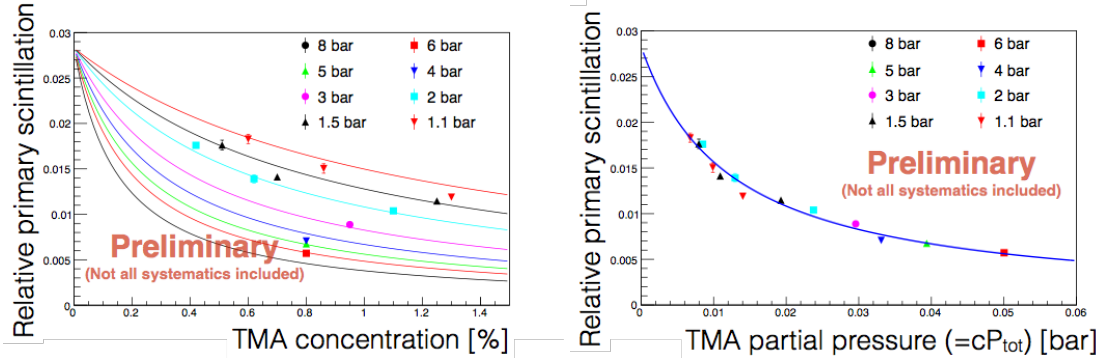 Relative primary scintillation
0.03
0.025
0.02
0.015
0.01
0.005
0
8 bar
6 bar
5 bar
4 bar
3 bar
2 bar
1.5 bar
1.1 bar
Preliminary
(Not all systematics included)
0
0.2
0.4
0.6
0.8
1
1.2
1.4
TMA concentration [%]
Relative primary scintillation
0.03
0.025
0.02
0.015
0.01
0.005
0
8 bar
6 bar
5 bar
4 bar
3 bar
2 bar
1.5 bar
1.1 bar
Preliminary
(Not all systematics included)
0
0.01
0.02
0.03
0.04
0.05
0.06
TMA partial pressure (=cPtot) [bar]